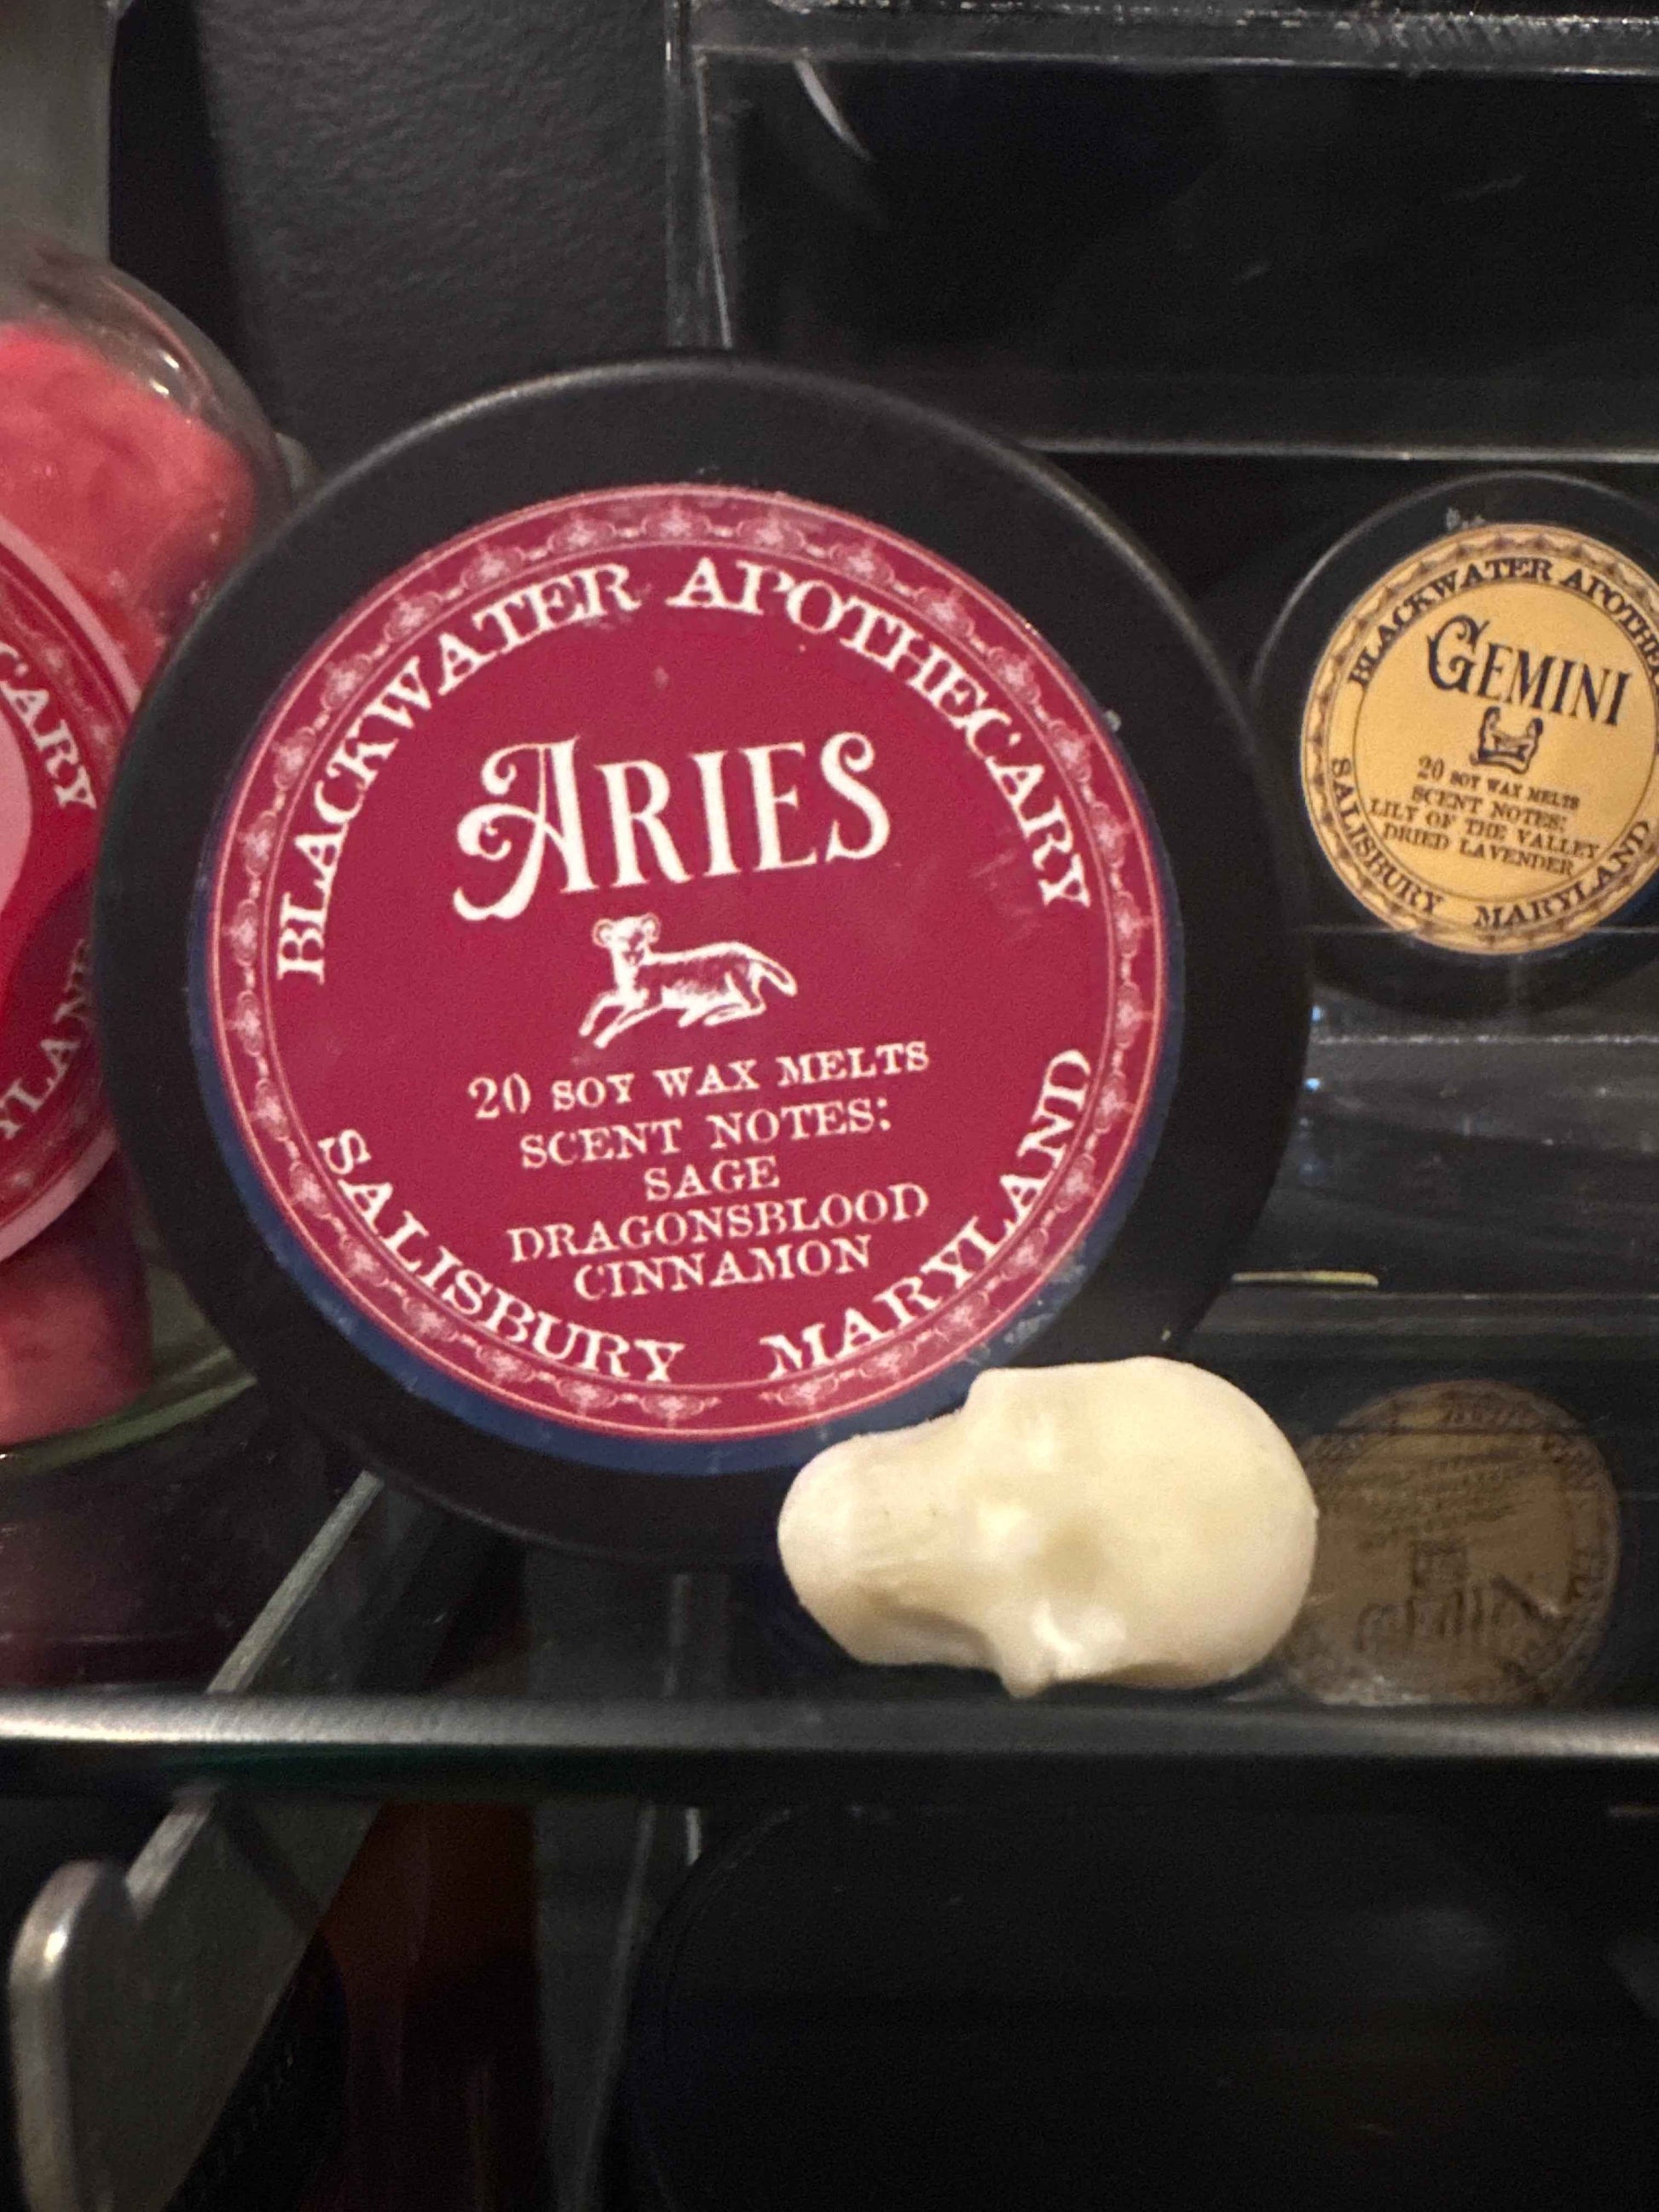 BLACKWATER APOTHECARY
ARIES
20 SOY WAX MELTS
SCENT NOTES:
SAGE
DRAGONSBLOOD
CINNAMON
SALISBURY MARYLAND
BLACKWATER
GEMINI
20 SOY WAX MELTS
SCENT NOTES:
LILY OF THE VALLEY
DRIED LAVENDER
SALISBURY MARYLAND